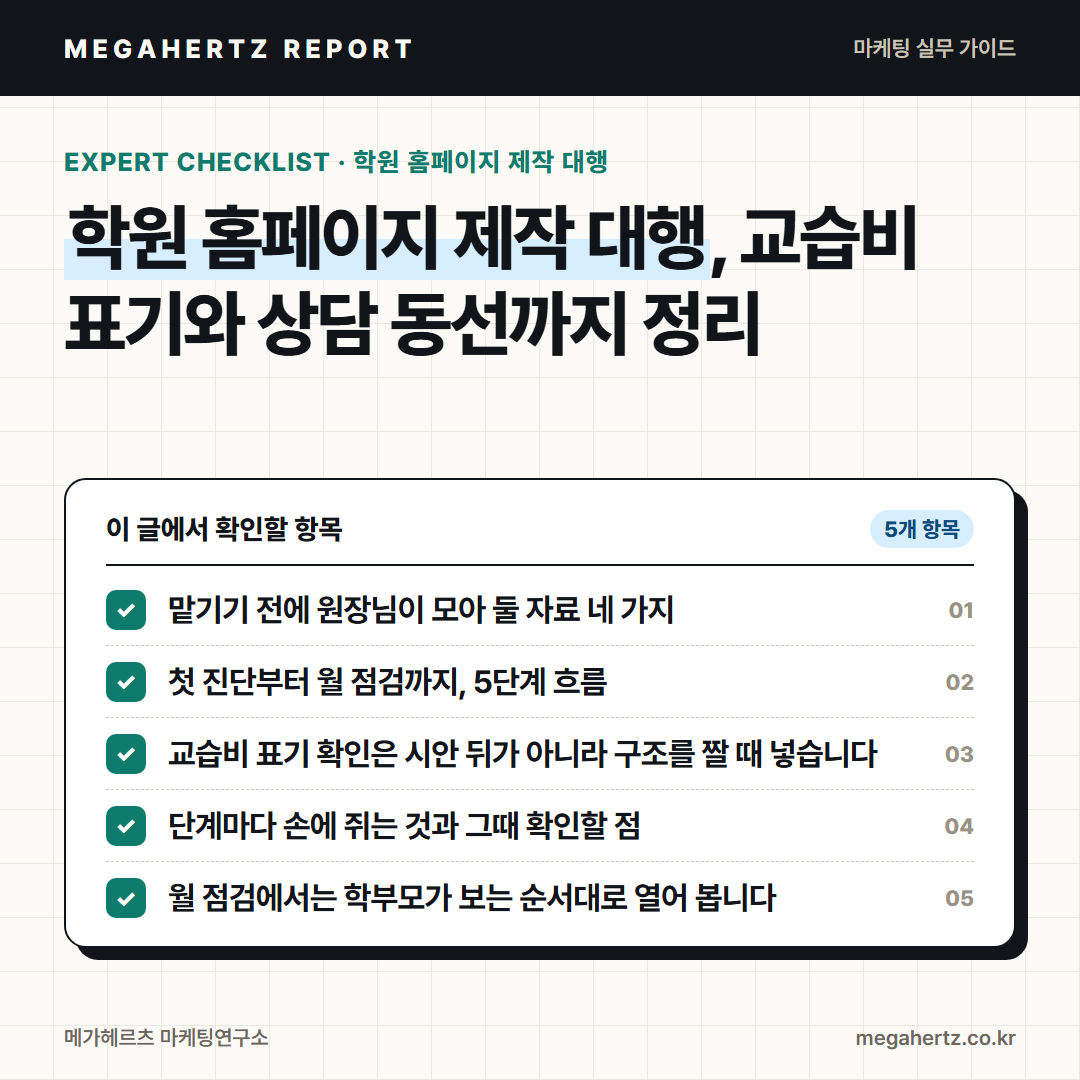 MEGAHERTZ REPORT
마케팅 실무 가이드
EXPERT CHECKLIST · 학원 홈페이지 제작 대행
학원 홈페이지 제작 대행, 교습비
표기와 상담 동선까지 정리
이 글에서 확인할 항목
5개 항목
맡기기 전에 원장님이 모아 둘 자료 네 가지
01
첫 진단부터 월 점검까지, 5단계 흐름
02
교습비 표기 확인은 시안 뒤가 아니라 구조를 짤 때 넣습니다
03
단계마다 손에 쥐는 것과 그때 확인할 점
04
월 점검에서는 학부모가 보는 순서대로 열어 봅니다
05
메가헤르츠 마케팅연구소
megahertz.co.kr